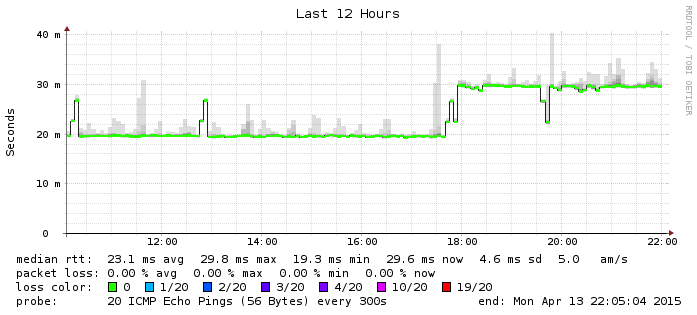 Last 12 Hours
RRDTOOL / TOBI OETIKER
Seconds
40 m
30 m
20 m
10 m
0
12:00 14:00 16:00 18:00 20:00 22:00
median rtt: 23.1 ms avg 29.8 ms max 19.3 ms min 29.6 ms now 4.6 ms sd 5.0 am/s
packet loss: 0.00 % avg 0.00 % max 0.00 % min 0.00 % now
loss color: 0 1/20 2/20 3/20 4/20 10/20 19/20
probe: 20 ICMP Echo Pings (56 Bytes) every 300s end: Mon Apr 13 22:05:04 2015